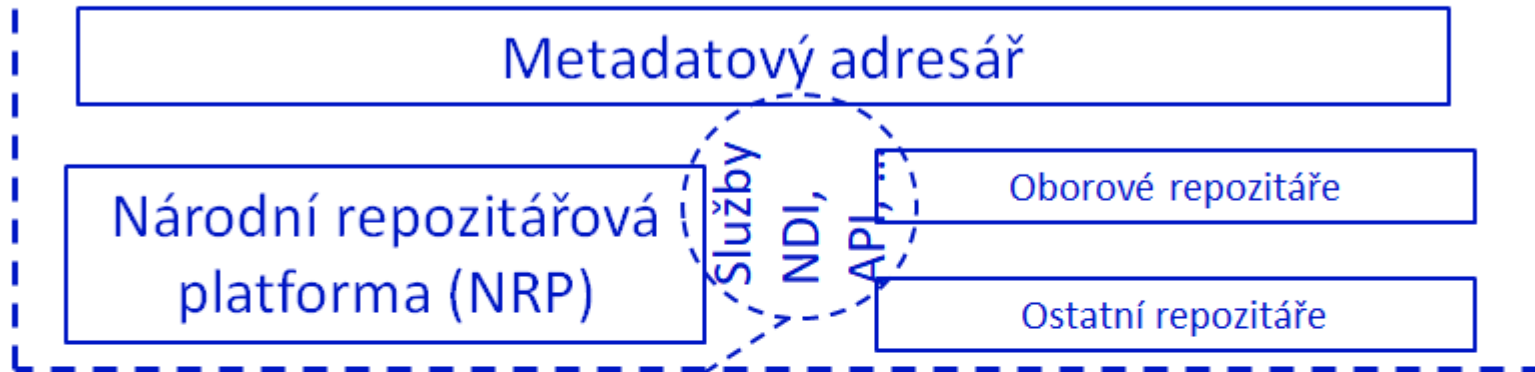 Metadatový adresář
Národní repozitářová
platforma (NRP)
Služby
NDI,
API, …
Oborové repozitáře
Ostatní repozitáře